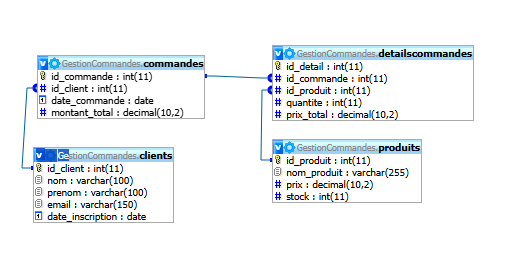 GestionCommandes.commandes
id_commande : int(11)
id_client : int(11)
date_commande : date
montant_total : decimal(10,2)
GestionCommandes.detailscommandes
id_detail : int(11)
id_commande : int(11)
id_produit : int(11)
quantite : int(11)
prix_total : decimal(10,2)
GestionCommandes.clients
id_client : int(11)
nom : varchar(100)
prenom : varchar(100)
email : varchar(150)
date_inscription : date
GestionCommandes.produits
id_produit : int(11)
nom_produit : varchar(255)
prix : decimal(10,2)
stock : int(11)